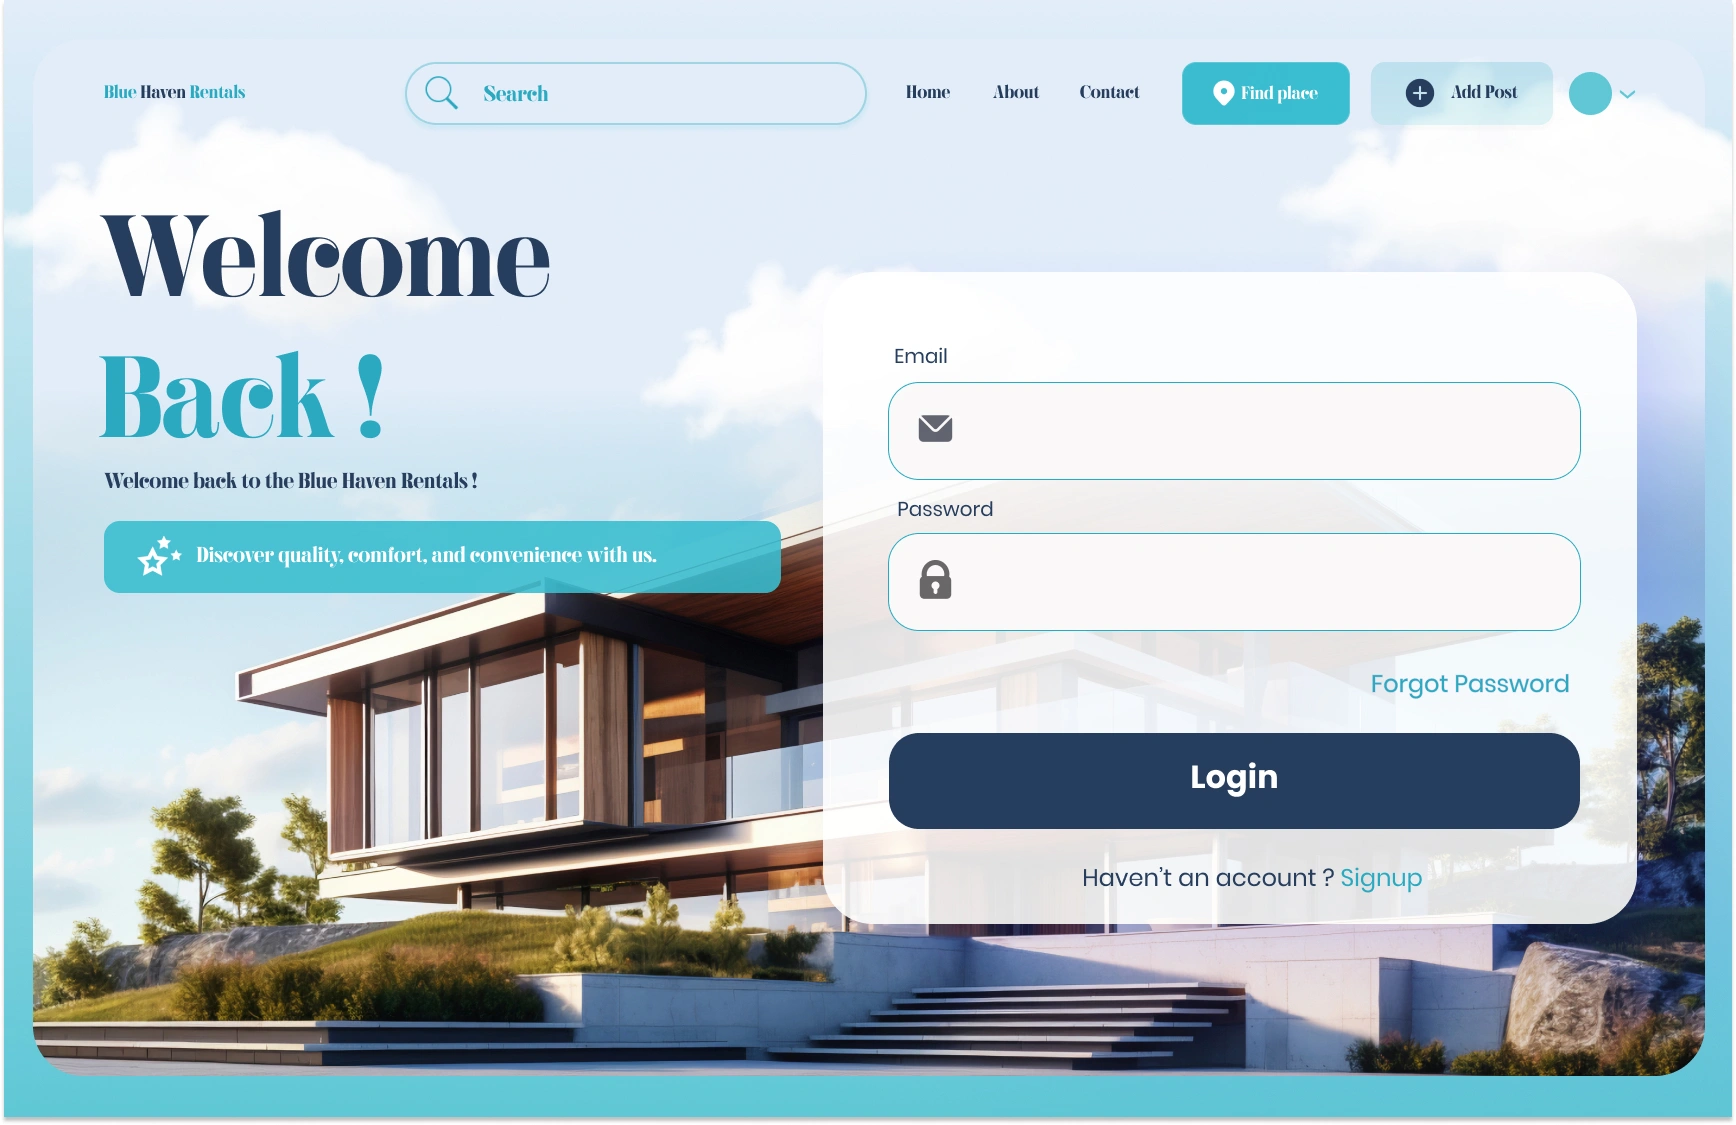 Blue Haven Rentals
Search
Home
About
Contact
Find place
Add Post
Welcome
Back !
Welcome back to the Blue Haven Rentals !
Discover quality, comfort, and convenience with us.
Email
Password
Forgot Password
Login
Haven't an account ? Signup